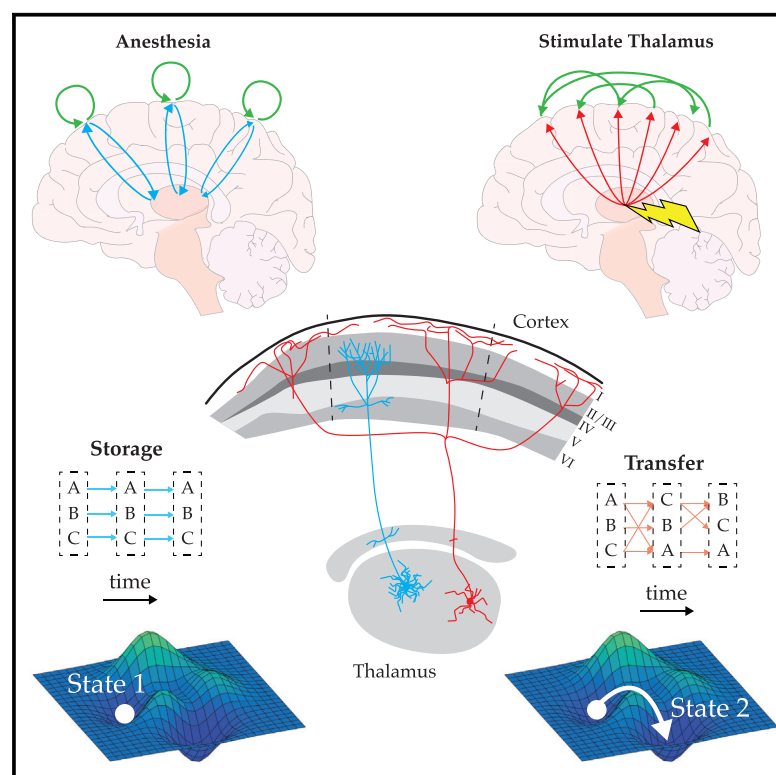 Anesthesia
Stimulate Thalamus
Cortex
I
II/III
IV
V
VI
Storage
A A A
B B B
C C C
time
Transfer
A C B
B B C
C A A
time
Thalamus
State 1
State 2